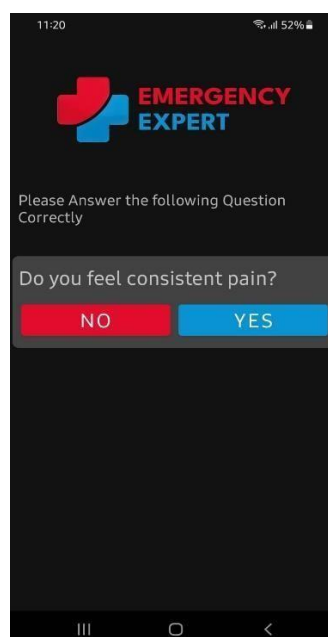 11:20 52%
EMERGENCY
EXPERT
Please Answer the following Question
Correctly
Do you feel consistent pain?
NO YES